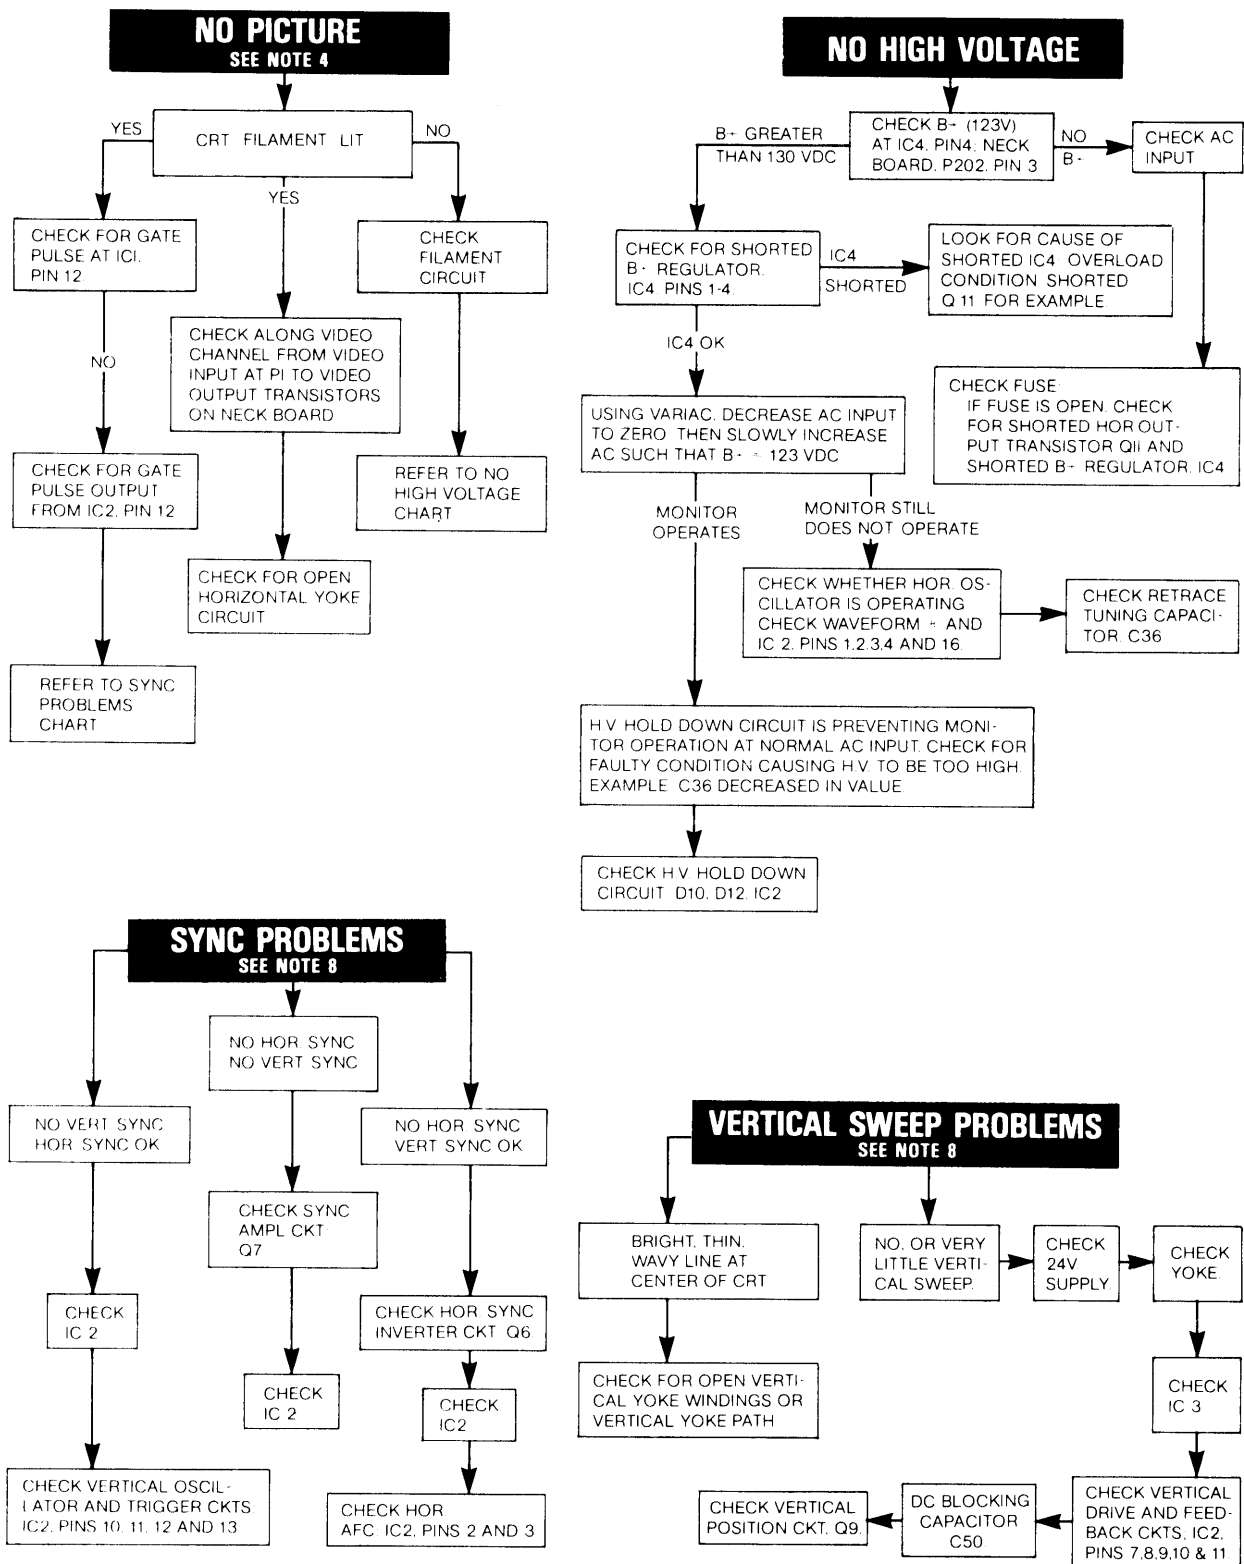 NO PICTURE
SEE NOTE 4
YES
CRT FILAMENT LIT
NO
YES
CHECK FOR GATE
PULSE AT ICI,
PIN 12
CHECK
FILAMENT
CIRCUIT
CHECK ALONG VIDEO
CHANNEL FROM VIDEO
INPUT AT PI TO VIDEO
OUTPUT TRANSISTORS
ON NECK BOARD
NO
CHECK FOR GATE
PULSE OUTPUT
FROM IC2, PIN 12
REFER TO NO
HIGH VOLTAGE
CHART
CHECK FOR OPEN
HORIZONTAL YOKE
CIRCUIT
REFER TO SYNC
PROBLEMS
CHART
NO HIGH VOLTAGE
B+ GREATER
THAN 130 VDC
CHECK B+ (123V)
AT IC4, PIN4; NECK
BOARD, P202, PIN 3
NO
B+
CHECK AC
INPUT
CHECK FOR SHORTED
B+ REGULATOR.
IC4 PINS 1-4.
IC4
SHORTED
LOOK FOR CAUSE OF
SHORTED IC4 OVERLOAD
CONDITION SHORTED
Q 11 FOR EXAMPLE.
IC4 OK
CHECK FUSE:
IF FUSE IS OPEN, CHECK
FOR SHORTED HOR OUT-
PUT TRANSISTOR QII AND
SHORTED B+ REGULATOR, IC4
USING VARIAC, DECREASE AC INPUT
TO ZERO THEN SLOWLY INCREASE
AC SUCH THAT B+ = 123 VDC
MONITOR
OPERATES
MONITOR STILL
DOES NOT OPERATE
CHECK WHETHER HOR. OS-
CILLATOR IS OPERATING
CHECK WAVEFORM AND
IC 2, PINS 1,2,3,4 AND 16.
CHECK RETRACE
TUNING CAPACI-
TOR. C36
H.V. HOLD DOWN CIRCUIT IS PREVENTING MONI-
TOR OPERATION AT NORMAL AC INPUT. CHECK FOR
FAULTY CONDITION CAUSING H.V. TO BE TOO HIGH.
EXAMPLE C36 DECREASED IN VALUE
CHECK H.V. HOLD DOWN
CIRCUIT D10, D12, IC2
SYNC PROBLEMS
SEE NOTE 8
NO HOR SYNC
NO VERT SYNC
NO VERT SYNC
HOR SYNC OK
NO HOR SYNC
VERT SYNC OK
CHECK SYNC
AMPL CKT
Q7
CHECK
IC 2
CHECK HOR SYNC
INVERTER CKT Q6.
CHECK
IC 2
CHECK
IC2
CHECK VERTICAL OSCIL-
LATOR AND TRIGGER CKTS
IC2, PINS 10, 11, 12 AND 13
CHECK HOR.
AFC, IC2, PINS 2 AND 3
VERTICAL SWEEP PROBLEMS
SEE NOTE 8
BRIGHT, THIN,
WAVY LINE AT
CENTER OF CRT
NO, OR VERY
LITTLE VERTI-
CAL SWEEP.
CHECK
24V
SUPPLY.
CHECK
YOKE.
CHECK FOR OPEN VERTI-
CAL YOKE WINDINGS OR
VERTICAL YOKE PATH
CHECK
IC 3
CHECK VERTICAL
DRIVE AND FEED-
BACK CKTS, IC2,
PINS 7,8,9,10 & 11
DC BLOCKING
CAPACITOR
C50
CHECK VERTICAL
POSITION CKT, Q9.